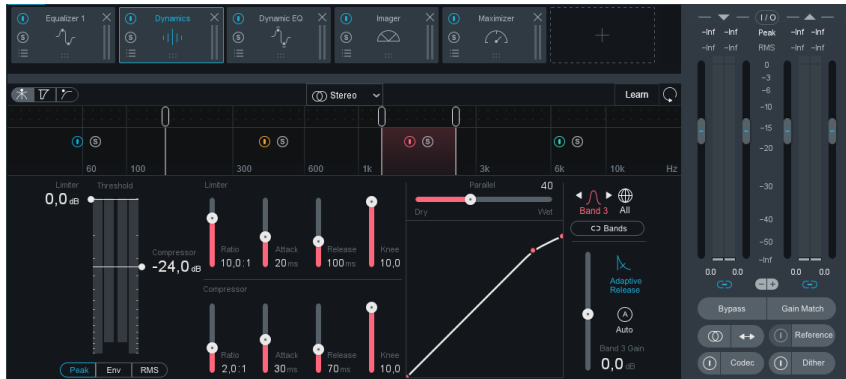 Equalizer 1
Dynamics
Dynamic EQ
Imager
Maximizer
I / O
-Inf -Inf Peak -Inf -Inf
-Inf -Inf RMS -Inf -Inf
Stereo
Learn
60 100 300 600 1k 3k 6k 10k Hz
0
-3
-6
-10
-15
-20
-30
-40
-50
-Inf
0.0 0.0 0.0 0.0
Limiter Threshold
0,0 dB
Compressor
-24,0 dB
Peak Env RMS
Limiter
Ratio Attack Release Knee
10,0:1 20 ms 100 ms 10,0
Compressor
Ratio Attack Release Knee
2,0:1 30 ms 70 ms 10,0
Parallel 40
Dry Wet
Band 3 All
Bands
Adaptive
Release
A
Auto
Band 3 Gain
0,0 dB
Bypass Gain Match
Reference
Codec Dither